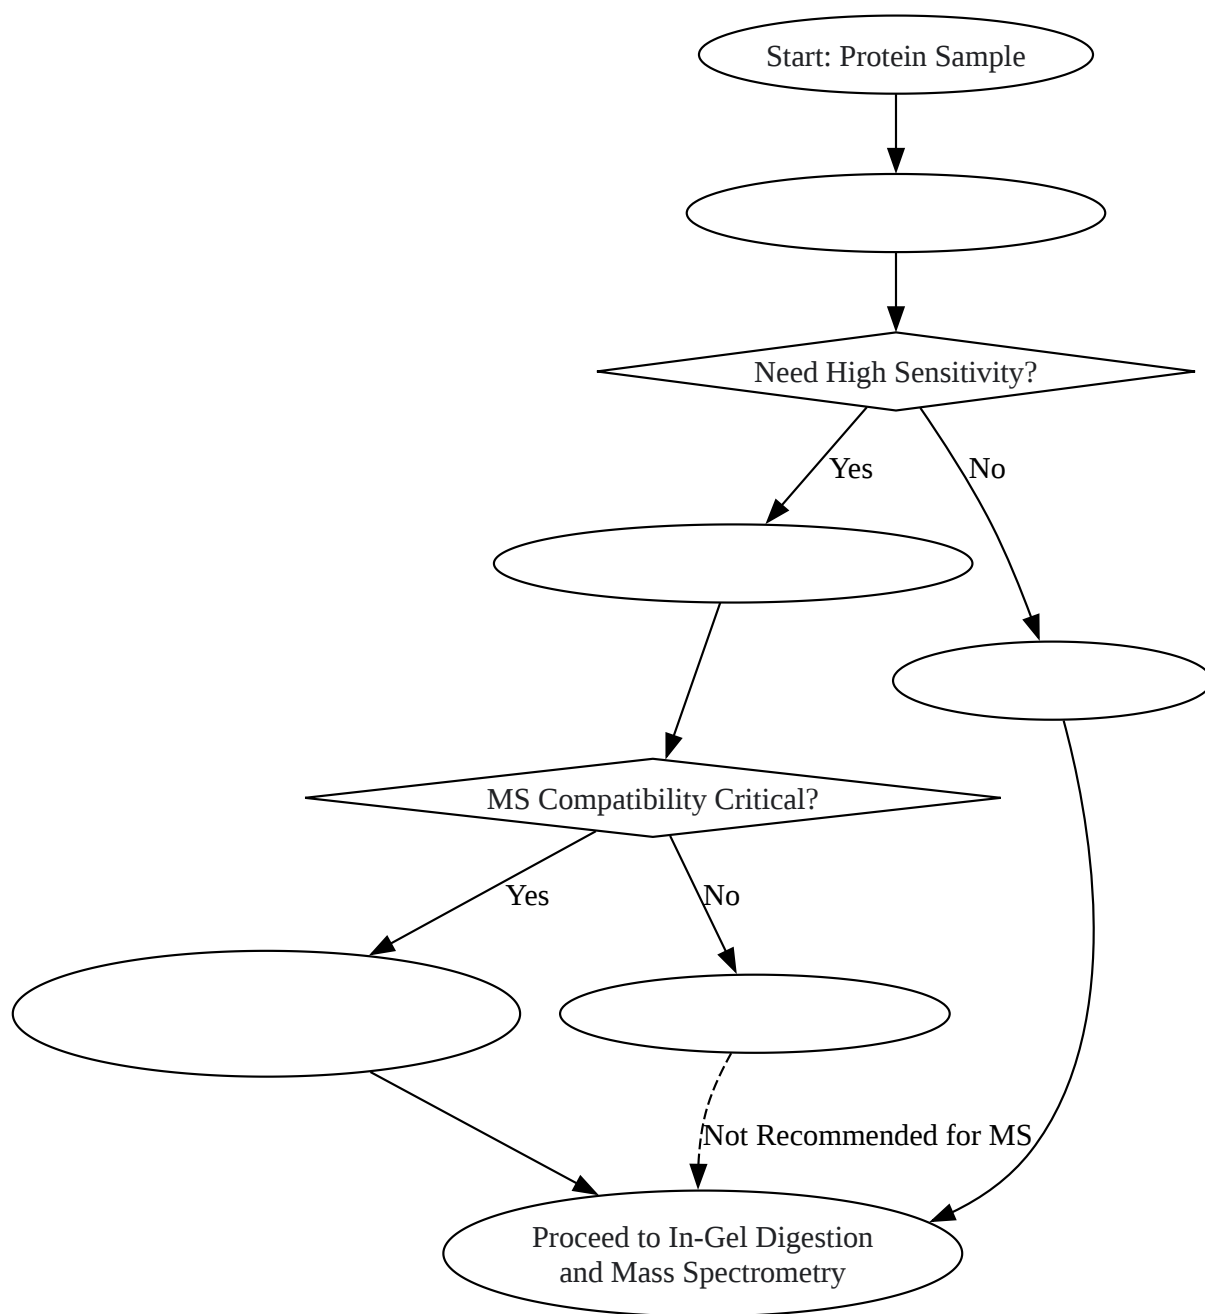 Start: Protein Sample
Need High Sensitivity?
Yes
No
MS Compatibility Critical?
Yes
No
Not Recommended for MS
Proceed to In-Gel Digestion
and Mass Spectrometry